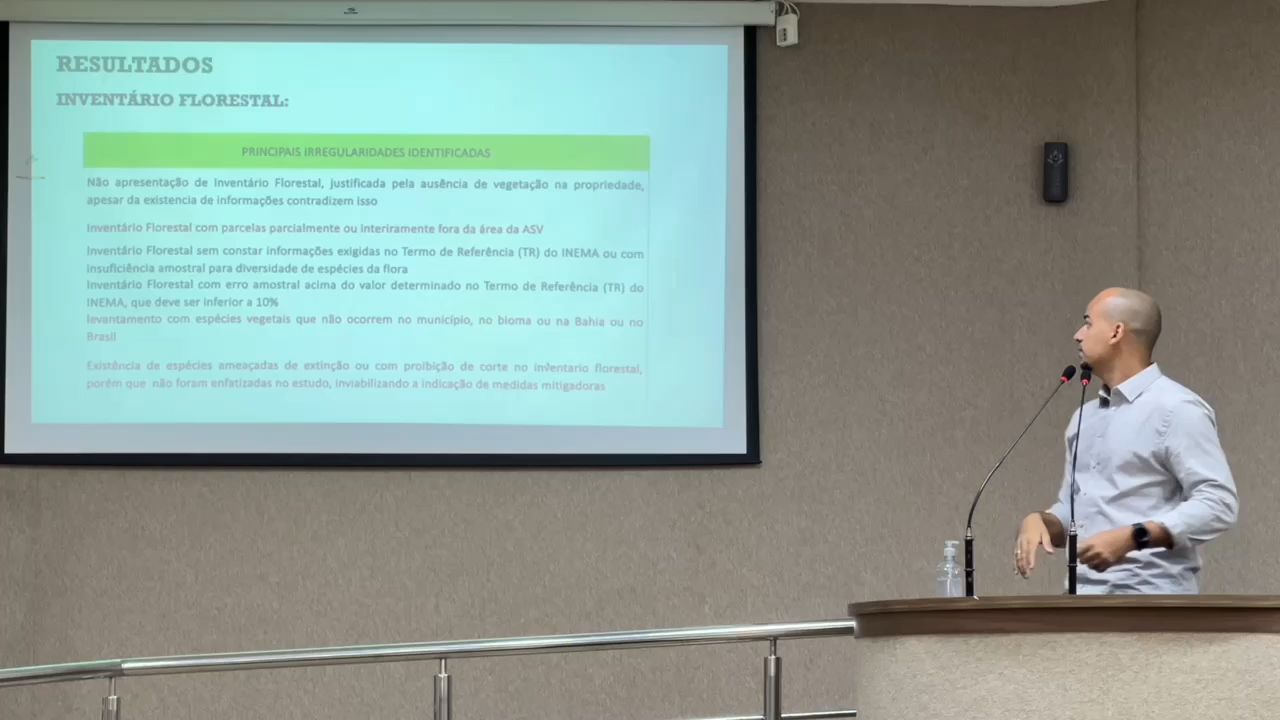 RESULTADOS
INVENTÁRIO FLORESTAL:
PRINCIPAIS IRREGULARIDADES IDENTIFICADAS
Não apresentação de Inventário Florestal, justificada pela ausência de vegetação na propriedade,
apesar da existencia de informações contradizem isso
Inventário Florestal com parcelas parcialmente ou interiramente fora da área da ASV
Inventário Florestal sem constar informações exigidas no Termo de Referência (TR) do INEMA ou com
insuficiência amostral para diversidade de espécies da flora
Inventário Florestal com erro amostral acima do valor determinado no Termo de Referência (TR) do
INEMA, que deve ser inferior a 10%
levantamento com espécies vegetais que não ocorrem no município, no bioma ou na Bahia ou no
Brasil
Existência de espécies ameaçadas de extinção ou com proibição de corte no inventario florestal,
porém que não foram enfatizadas no estudo, inviabilizando a indicação de medidas mitigadoras